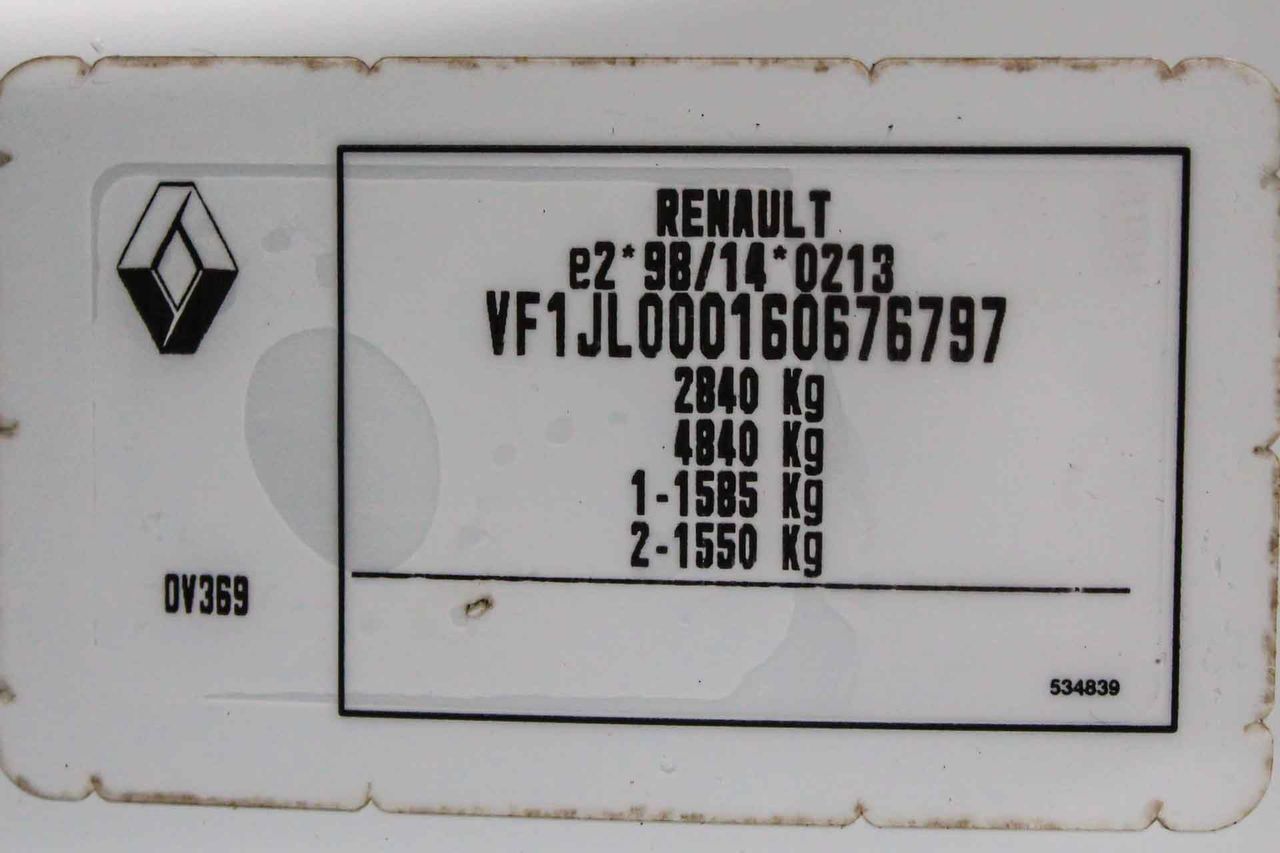 RENAULT
e2*98/14*0213
VF1JL000160676797
2840 Kg
4840 Kg
1-1585 Kg
2-1550 Kg
0V369
534839